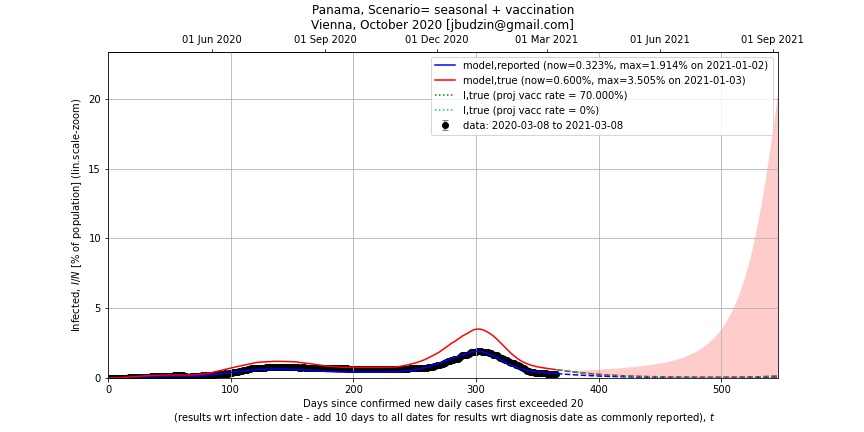 Panama, Scenario= seasonal + vaccination
Vienna, October 2020 [jbudzin@gmail.com]
01 Jun 2020 01 Sep 2020 01 Dec 2020 01 Mar 2021 01 Jun 2021 01 Sep 2021
model,reported (now=0.323%, max=1.914% on 2021-01-02)
model,true (now=0.600%, max=3.505% on 2021-01-03)
I,true (proj vacc rate = 70.000%)
I,true (proj vacc rate = 0%)
data: 2020-03-08 to 2021-03-08
Infected, I/N [% of population] (lin.scale-zoom)
20
15
10
5
0
0 100 200 300 400 500
Days since confirmed new daily cases first exceeded 20
(results wrt infection date - add 10 days to all dates for results wrt diagnosis date as commonly reported), t